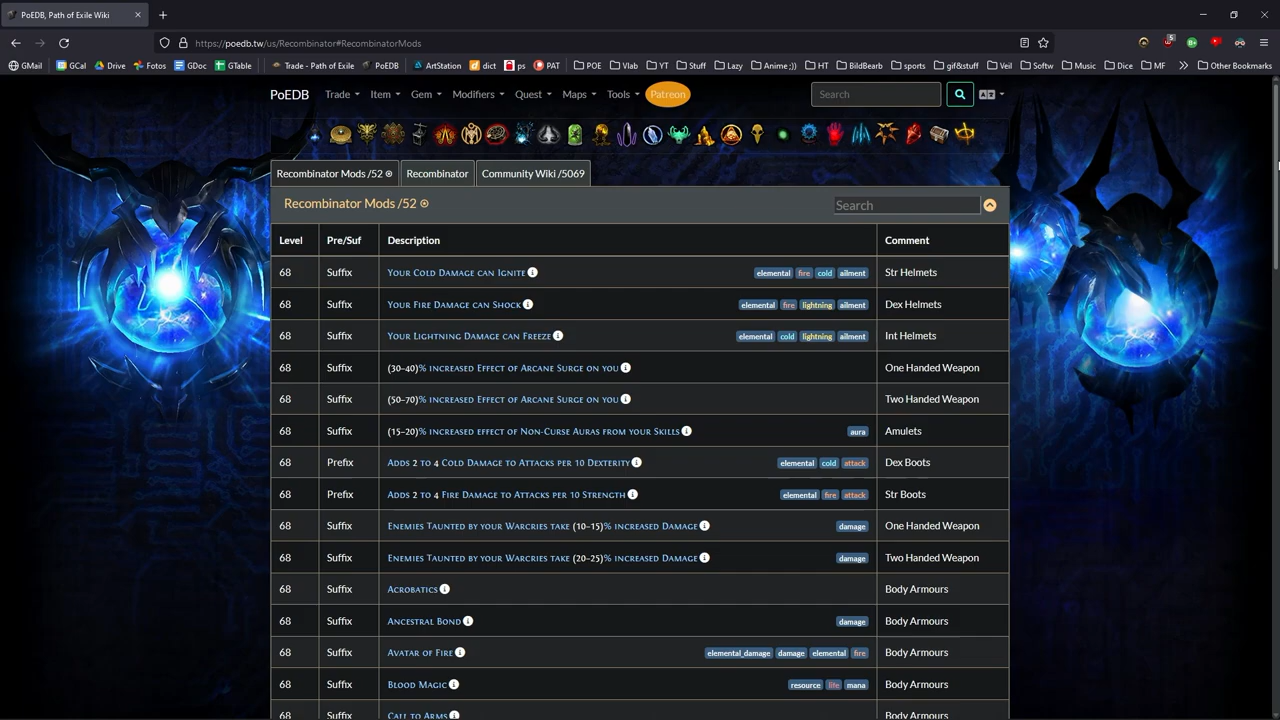 PoEDB, Path of Exile Wiki
https://poedb.tw/us/Recombinator#RecombinatorMods
GMail GCal Drive Fotos GDoc GTable Trade - Path of Exile PoEDB ArtStation dict ps PAT POE Vlab YT Stuff Lazy Anime ;)) HT BildBearb sports gif&stuff Veil Softw Music Dice MF Other Bookmarks
PoEDB Trade Item Gem Modifiers Quest Maps Tools Patreon Search
Recombinator Mods /52 Recombinator Community Wiki /5069
Recombinator Mods /52 Search
Level Pre/Suf Description Comment
68 Suffix Your Cold Damage can Ignite elemental fire cold ailment Str Helmets
68 Suffix Your Fire Damage can Shock elemental fire lightning ailment Dex Helmets
68 Suffix Your Lightning Damage can Freeze elemental cold lightning ailment Int Helmets
68 Suffix (30–40)% increased Effect of Arcane Surge on you One Handed Weapon
68 Suffix (50–70)% increased Effect of Arcane Surge on you Two Handed Weapon
68 Suffix (15–20)% increased effect of Non-Curse Auras from your Skills aura Amulets
68 Prefix Adds 2 to 4 Cold Damage to Attacks per 10 Dexterity elemental cold attack Dex Boots
68 Prefix Adds 2 to 4 Fire Damage to Attacks per 10 Strength elemental fire attack Str Boots
68 Suffix Enemies Taunted by your Warcries take (10–15)% increased Damage damage One Handed Weapon
68 Suffix Enemies Taunted by your Warcries take (20–25)% increased Damage damage Two Handed Weapon
68 Suffix Acrobatics Body Armours
68 Suffix Ancestral Bond damage Body Armours
68 Suffix Avatar of Fire elemental_damage damage elemental fire Body Armours
68 Suffix Blood Magic resource life mana Body Armours
68 Suffix Call to Arms Body Armours